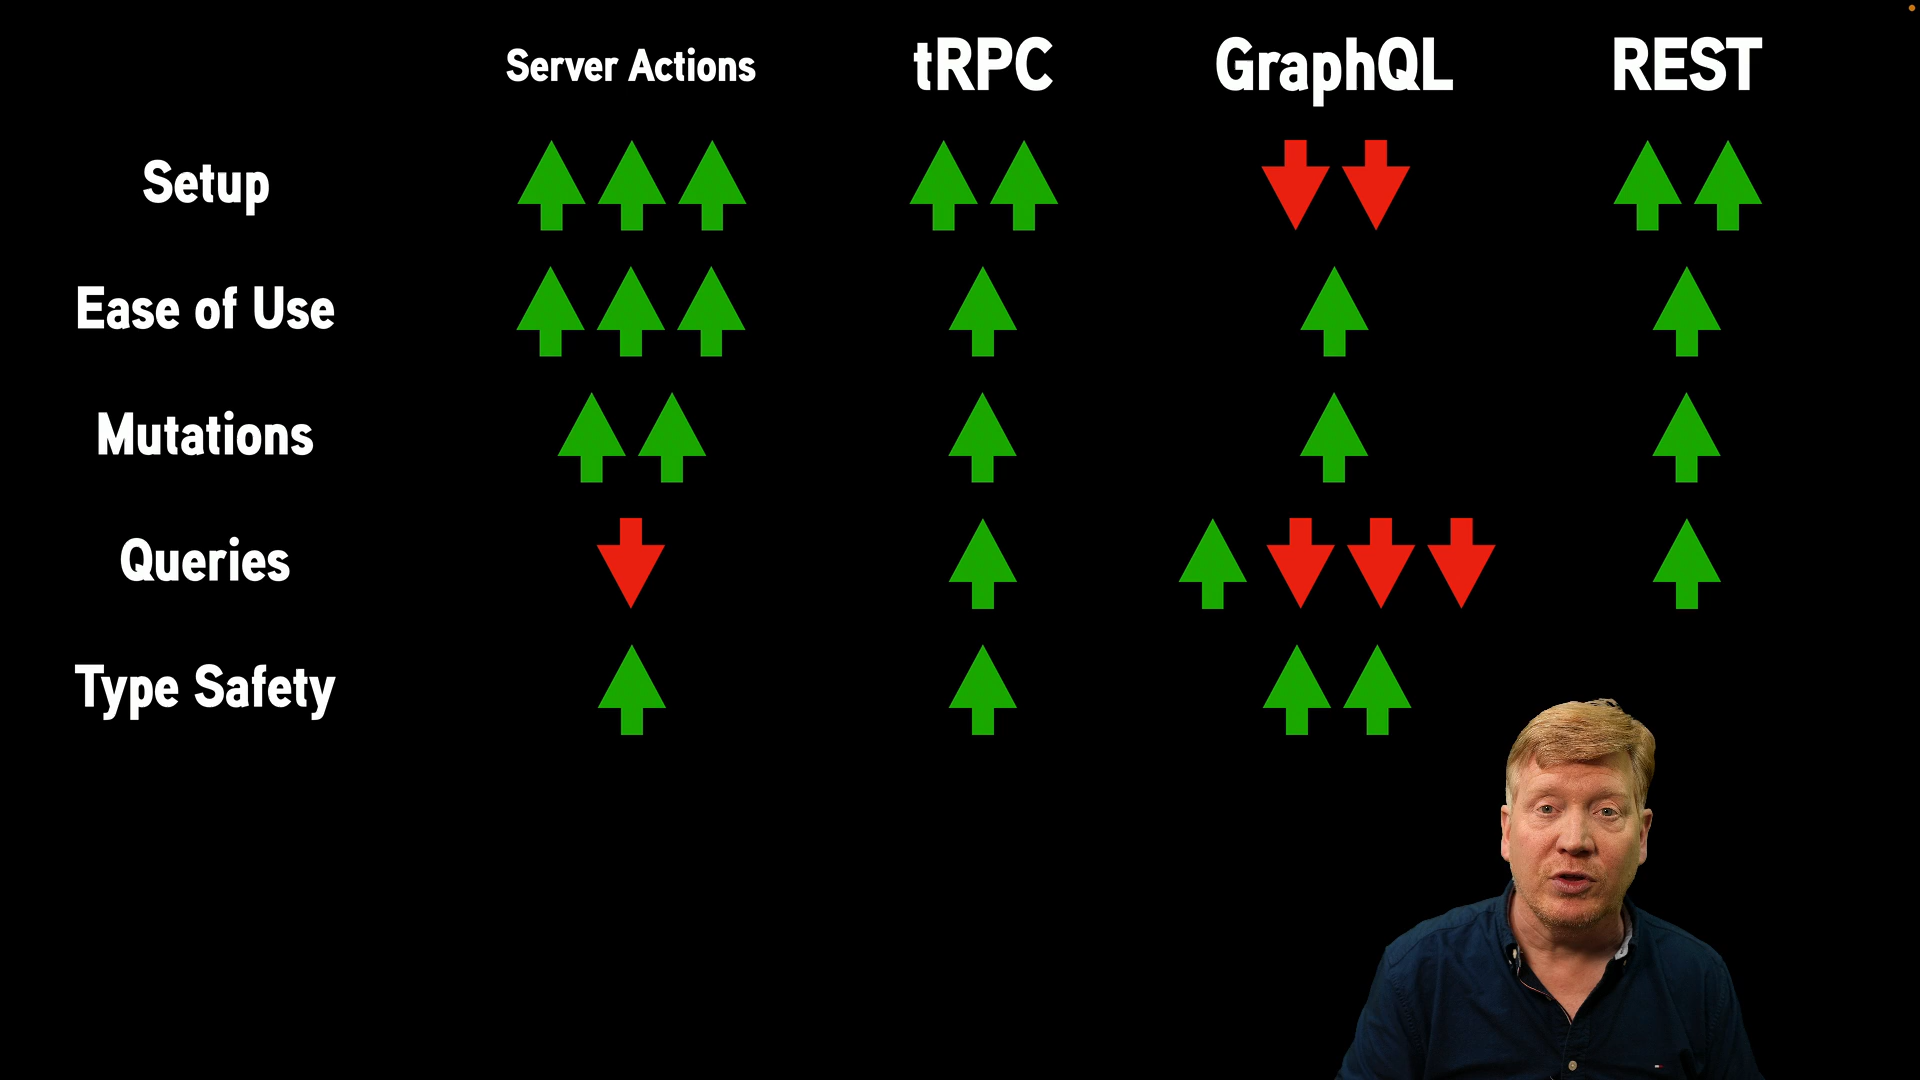 Server Actions tRPC GraphQL REST
Setup
Ease of Use
Mutations
Queries
Type Safety